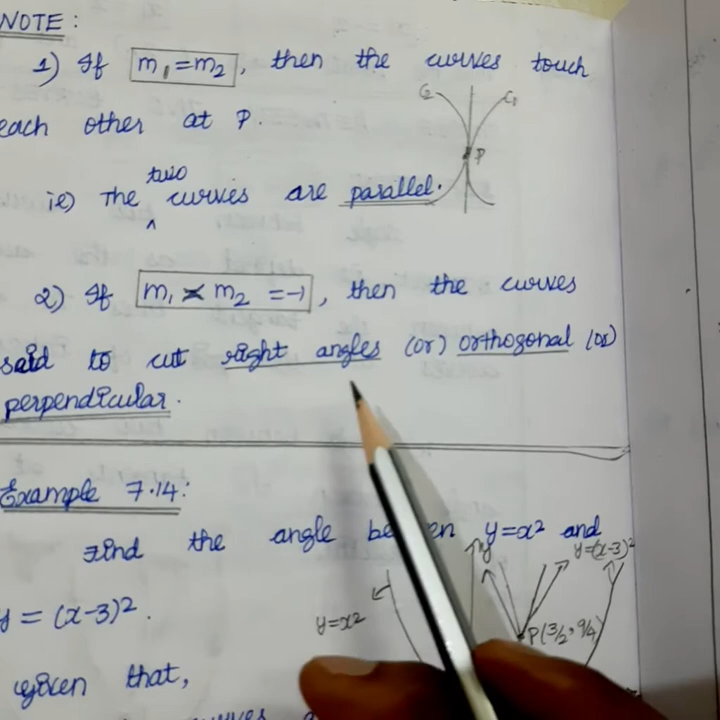 NOTE:
1) If m₁=m₂, then the curves touch
C₂ C₁
each other at P.
P
two
ie) The ^ curves are parallel.
2) If m₁ × m₂ = -1, then the curves
said to cut right angles (or) orthogonal (or)
perpendicular.
Example 7.14:
Find the angle between y=x² and
y
y=(x-3)²
y = (x-3)².
y=x²
P(3/2, 9/4)
given that,